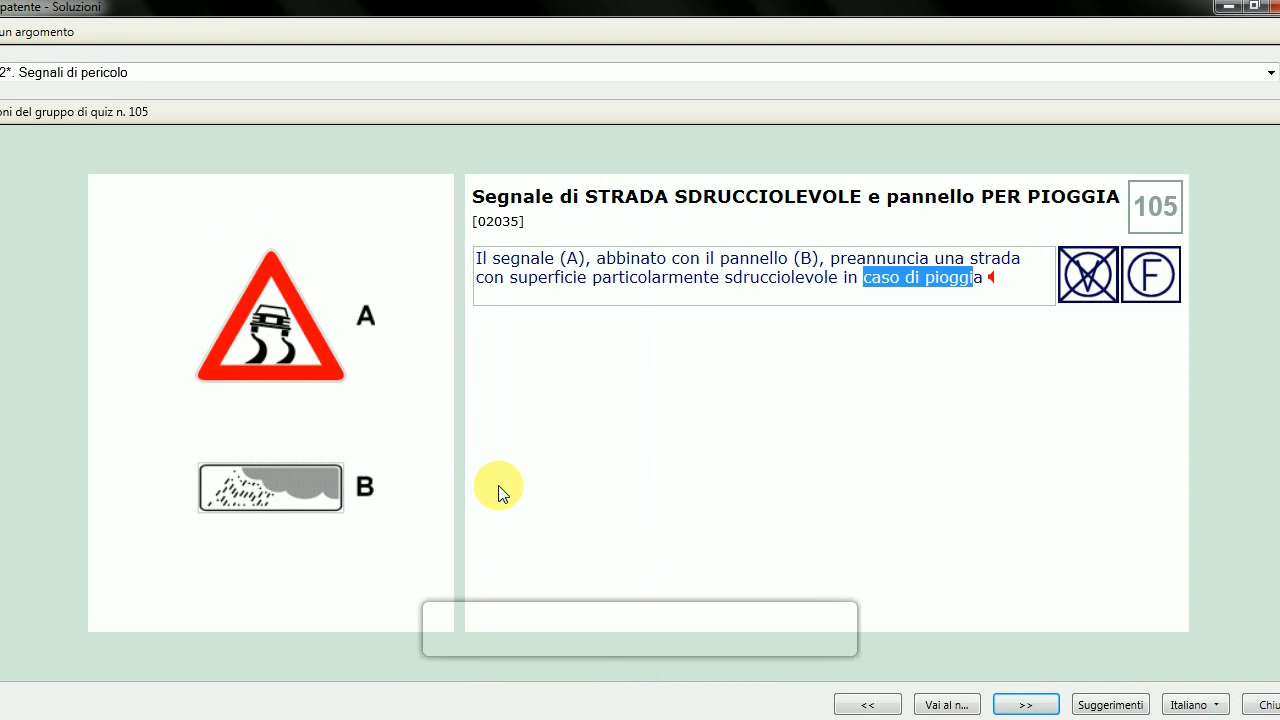 patente - Soluzioni
un argomento
2*. Segnali di pericolo
oni del gruppo di quiz n. 105
Segnale di STRADA SDRUCCIOLEVOLE e pannello PER PIOGGIA
105
[02035]
Il segnale (A), abbinato con il pannello (B), preannuncia una strada
con superficie particolarmente sdrucciolevole in caso di pioggia
V F
A
B
<< Vai al n... >> Suggerimenti Italiano Chiu